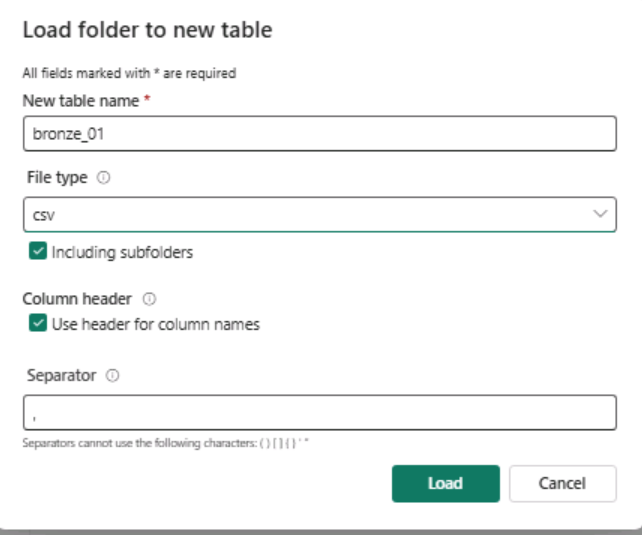 Load folder to new table
All fields marked with * are required
New table name *
bronze_01
File type
csv
Including subfolders
Column header
Use header for column names
Separator
,
Separators cannot use the following characters: ( ) [ ] { } ' "
Load Cancel